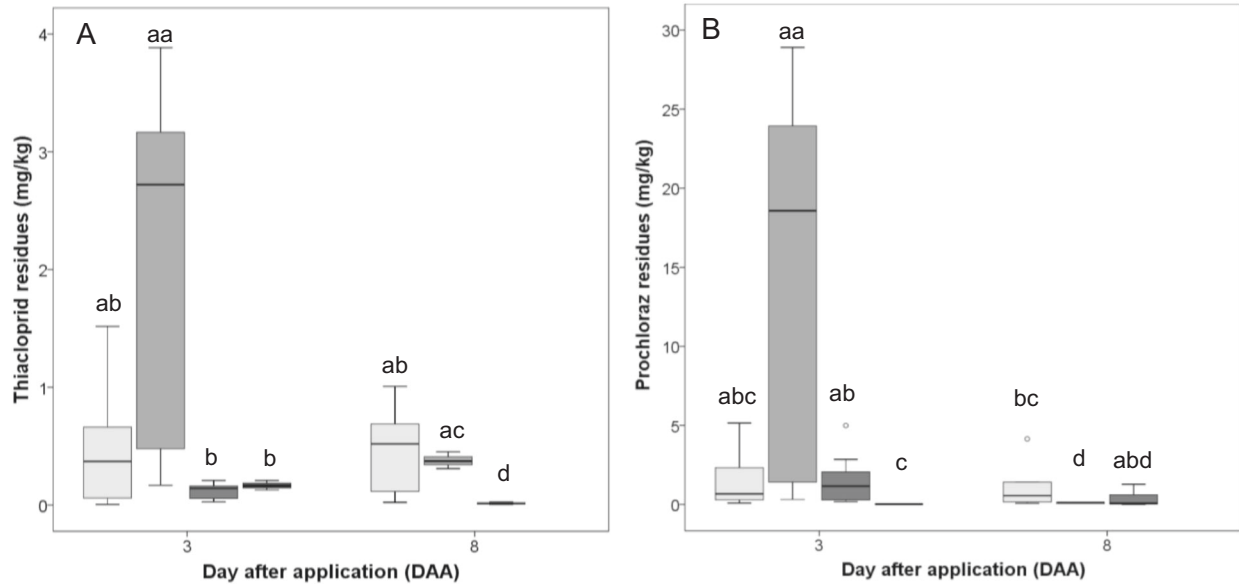 A
Thiacloprid residues (mg/kg)
4
3
2
1
0
ab
aa
b
b
ab
ac
d
3
8
Day after application (DAA)
B
Prochloraz residues (mg/kg)
30
25
20
15
10
5
0
abc
aa
ab
c
bc
d
abd
3
8
Day after application (DAA)